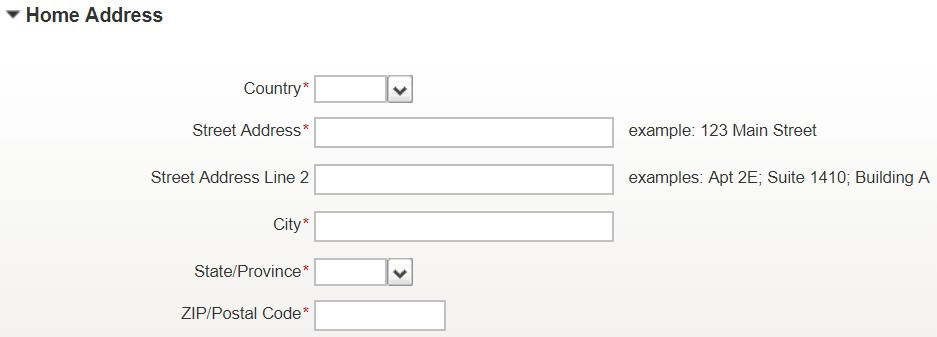 Home Address
Country*
Street Address* example: 123 Main Street
Street Address Line 2 examples: Apt 2E; Suite 1410; Building A
City*
State/Province*
ZIP/Postal Code*